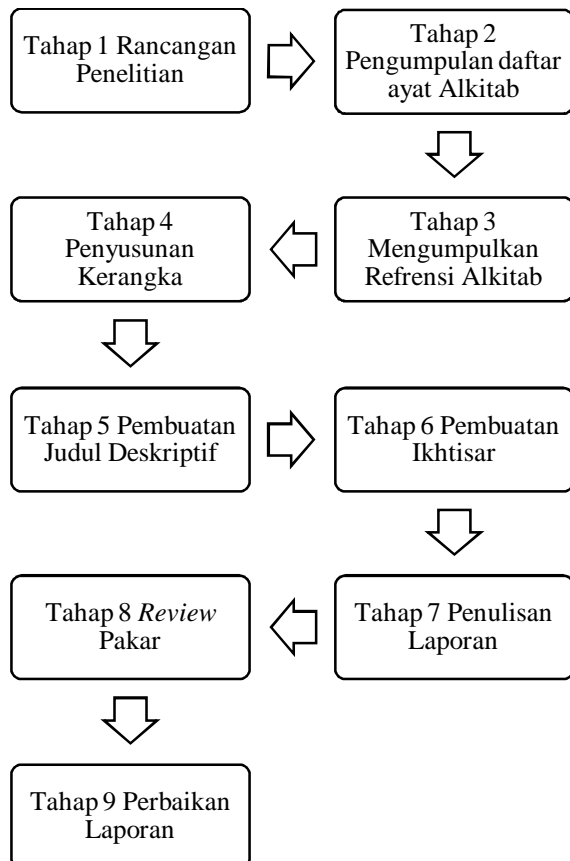 Tahap 1 Rancangan
Penelitian
Tahap 2
Pengumpulan daftar
ayat Alkitab
Tahap 3
Mengumpulkan
Refrensi Alkitab
Tahap 4
Penyusunan
Kerangka
Tahap 5 Pembuatan
Judul Deskriptif
Tahap 6 Pembuatan
Ikhtisar
Tahap 7 Penulisan
Laporan
Tahap 8 Review
Pakar
Tahap 9 Perbaikan
Laporan